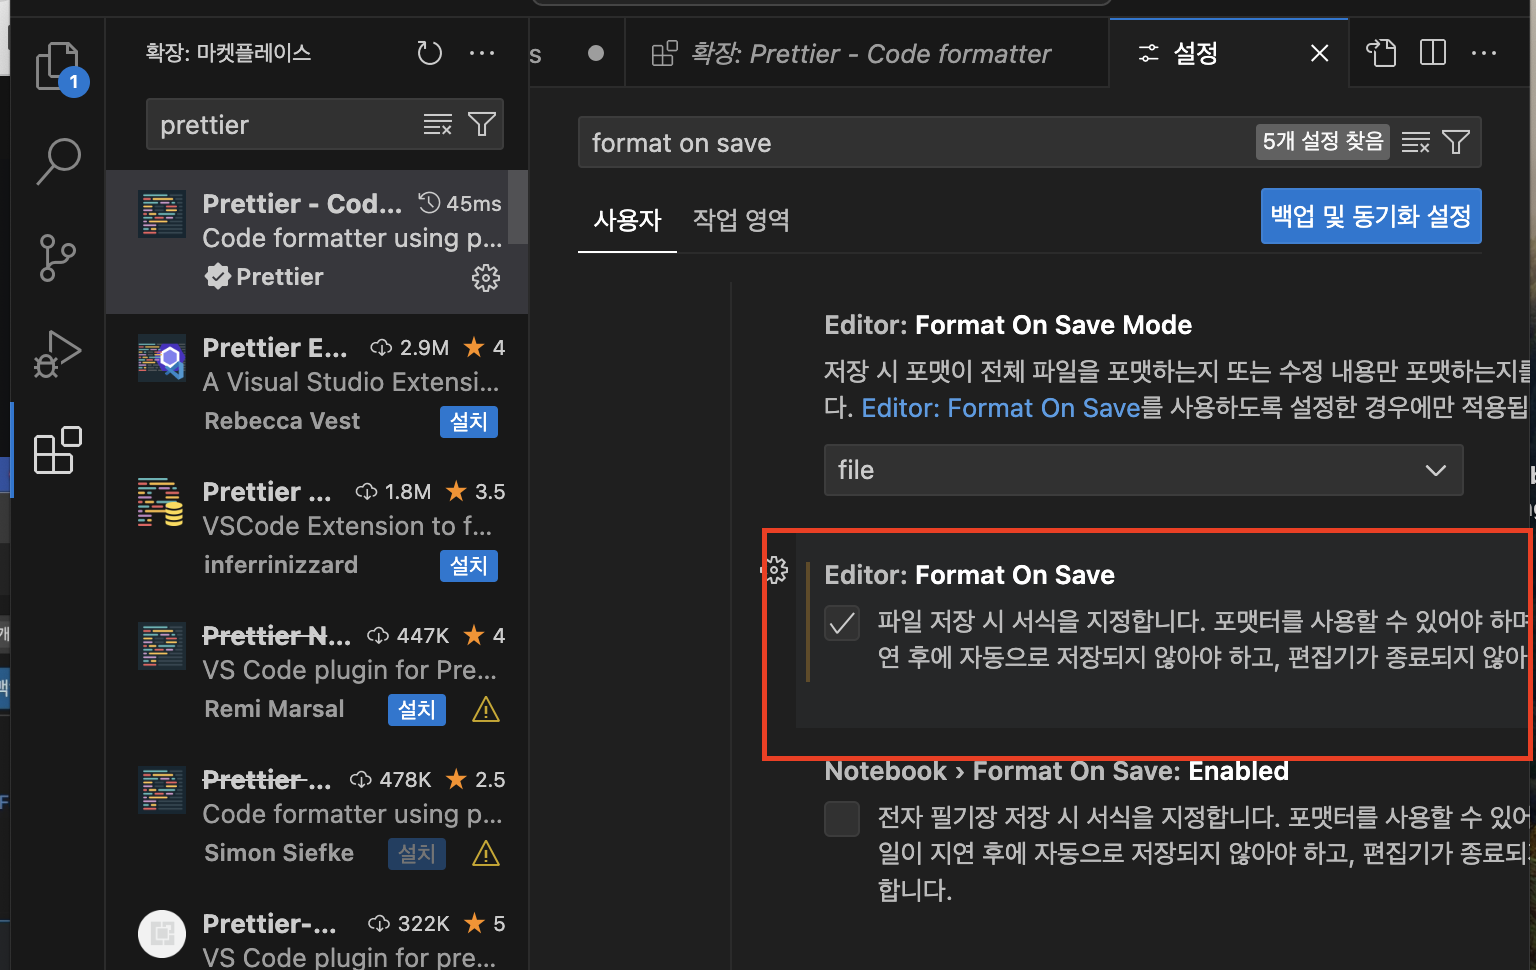 1
확장: 마켓플레이스
prettier
Prettier - Cod... 45ms
Code formatter using p...
Prettier
Prettier E... 2.9M 4
A Visual Studio Extensi...
Rebecca Vest 설치
Prettier ... 1.8M 3.5
VSCode Extension to f...
inferrinizzard 설치
Prettier N... 447K 4
VS Code plugin for Pre...
Remi Marsal 설치
Prettier ... 478K 2.5
Code formatter using p...
Simon Siefke 설치
Prettier-... 322K 5
VS Code plugin for pre...
s
확장: Prettier - Code formatter
설정
format on save
5개 설정 찾음
사용자 작업 영역
백업 및 동기화 설정
Editor: Format On Save Mode
저장 시 포맷이 전체 파일을 포맷하는지 또는 수정 내용만 포맷하는지를
다. Editor: Format On Save를 사용하도록 설정한 경우에만 적용됩
file
Editor: Format On Save
파일 저장 시 서식을 지정합니다. 포맷터를 사용할 수 있어야 하며
연 후에 자동으로 저장되지 않아야 하고, 편집기가 종료되지 않아
Notebook › Format On Save: Enabled
전자 필기장 저장 시 서식을 지정합니다. 포맷터를 사용할 수 있어
일이 지연 후에 자동으로 저장되지 않아야 하고, 편집기가 종료되지
합니다.